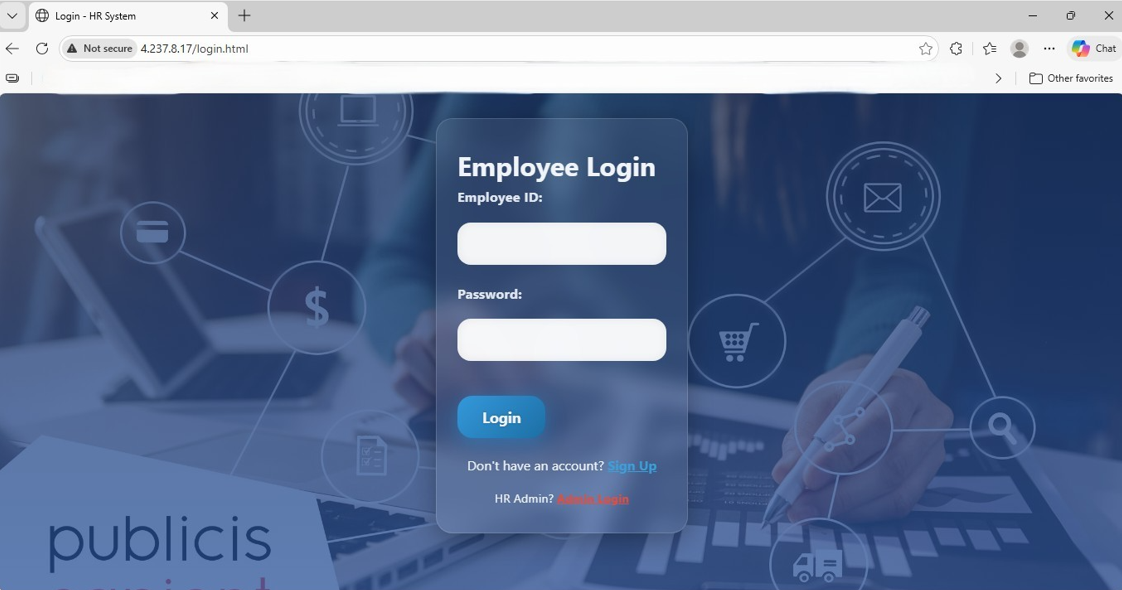 Login - HR System
Not secure
4.237.8.17/login.html
Chat
Other favorites
Employee Login
Employee ID:
Password:
Login
Don't have an account? Sign Up
HR Admin? Admin Login
$
publicis
sapient